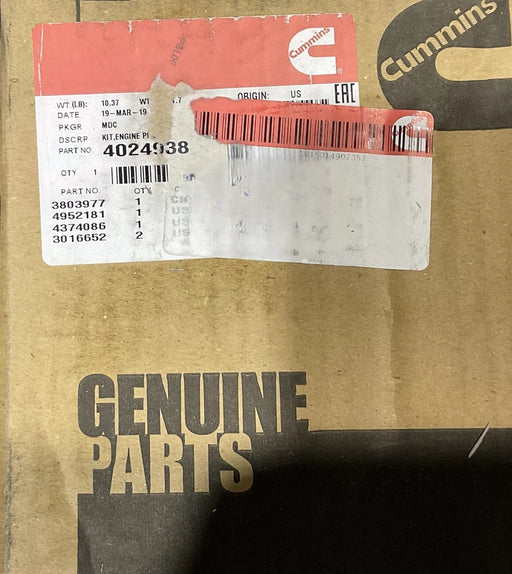 Cummins
Cummins
WT (LB): 10.37 WT
ORIGIN: US
EAC
DATE 19-MAR-19
PKGR MDC
DSCRP KIT,ENGINE PI
PART NO. 4024938
QTY 1
PART NO. QTY
3803977 1
4952181 1
4374086 1
3016652 2
GENUINE
PARTS